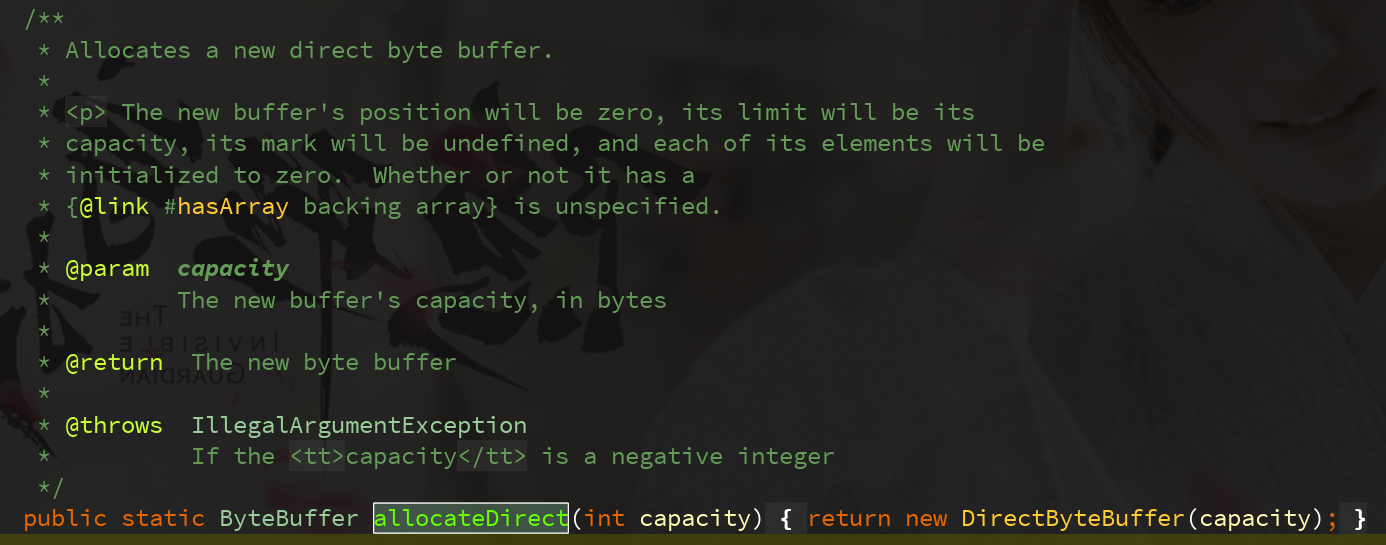 /**
 * Allocates a new direct byte buffer.
 *
 * <p> The new buffer's position will be zero, its limit will be its
 * capacity, its mark will be undefined, and each of its elements will be
 * initialized to zero.  Whether or not it has a
 * {@link #hasArray backing array} is unspecified.
 *
 * @param  capacity
 *         The new buffer's capacity, in bytes
 *
 * @return  The new byte buffer
 *
 * @throws  IllegalArgumentException
 *          If the <tt>capacity</tt> is a negative integer
 */
public static ByteBuffer allocateDirect(int capacity) { return new DirectByteBuffer(capacity); }
THE
INVISIBLE
GUARDIAN